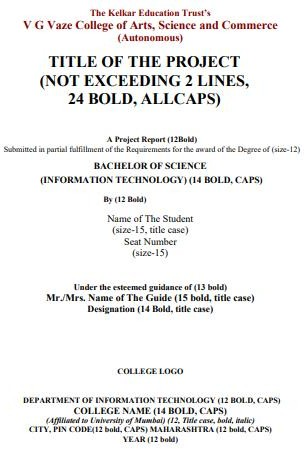 The Kelkar Education Trust's
V G Vaze College of Arts, Science and Commerce
(Autonomous)
TITLE OF THE PROJECT
(NOT EXCEEDING 2 LINES,
24 BOLD, ALLCAPS)
A Project Report (12Bold)
Submitted in partial fulfillment of the Requirements for the award of the Degree of (size-12)
BACHELOR OF SCIENCE
(INFORMATION TECHNOLOGY) (14 BOLD, CAPS)
By (12 Bold)
Name of The Student
(size-15, title case)
Seat Number
(size-15)
Under the esteemed guidance of (13 bold)
Mr./Mrs. Name of The Guide (15 bold, title case)
Designation (14 Bold, title case)
COLLEGE LOGO
DEPARTMENT OF INFORMATION TECHNOLOGY (12 BOLD, CAPS)
COLLEGE NAME (14 BOLD, CAPS)
(Affiliated to University of Mumbai) (12, Title case, bold, italic)
CITY, PIN CODE(12 bold, CAPS) MAHARASHTRA (12 bold, CAPS)
YEAR (12 bold)